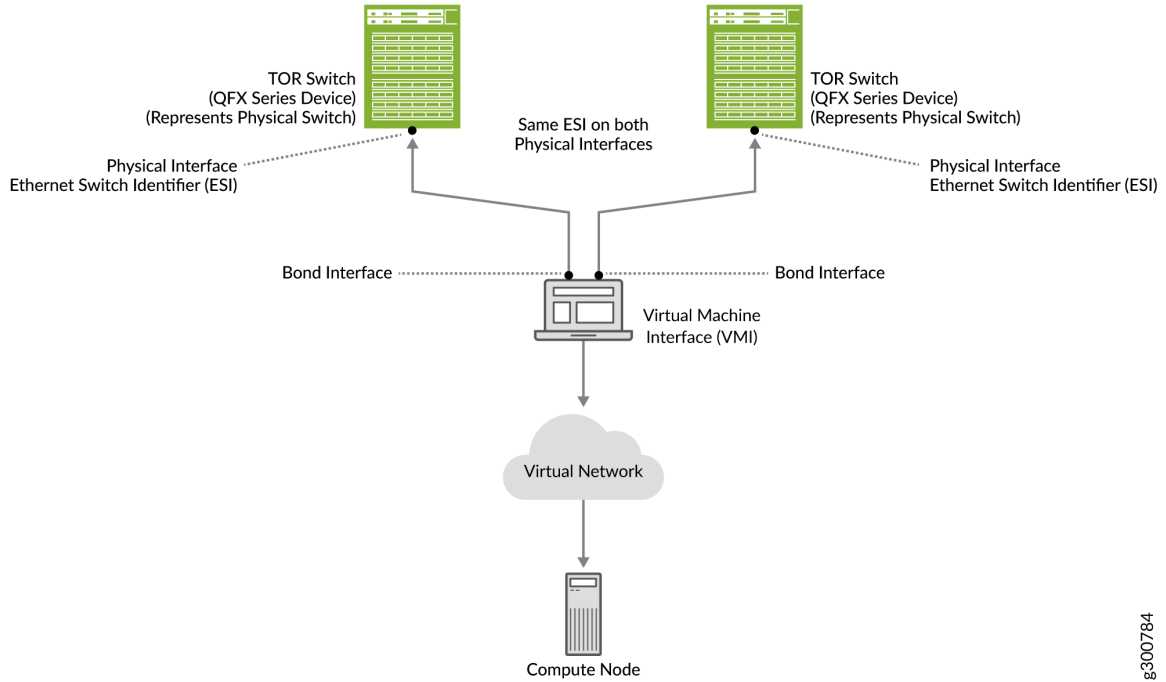 TOR Switch
(QFX Series Device)
(Represents Physical Switch)
TOR Switch
(QFX Series Device)
(Represents Physical Switch)
Same ESI on both
Physical Interfaces
Physical Interface
Ethernet Switch Identifier (ESI)
Physical Interface
Ethernet Switch Identifier (ESI)
Bond Interface
Bond Interface
Virtual Machine
Interface (VMI)
Virtual Network
Compute Node
g300784